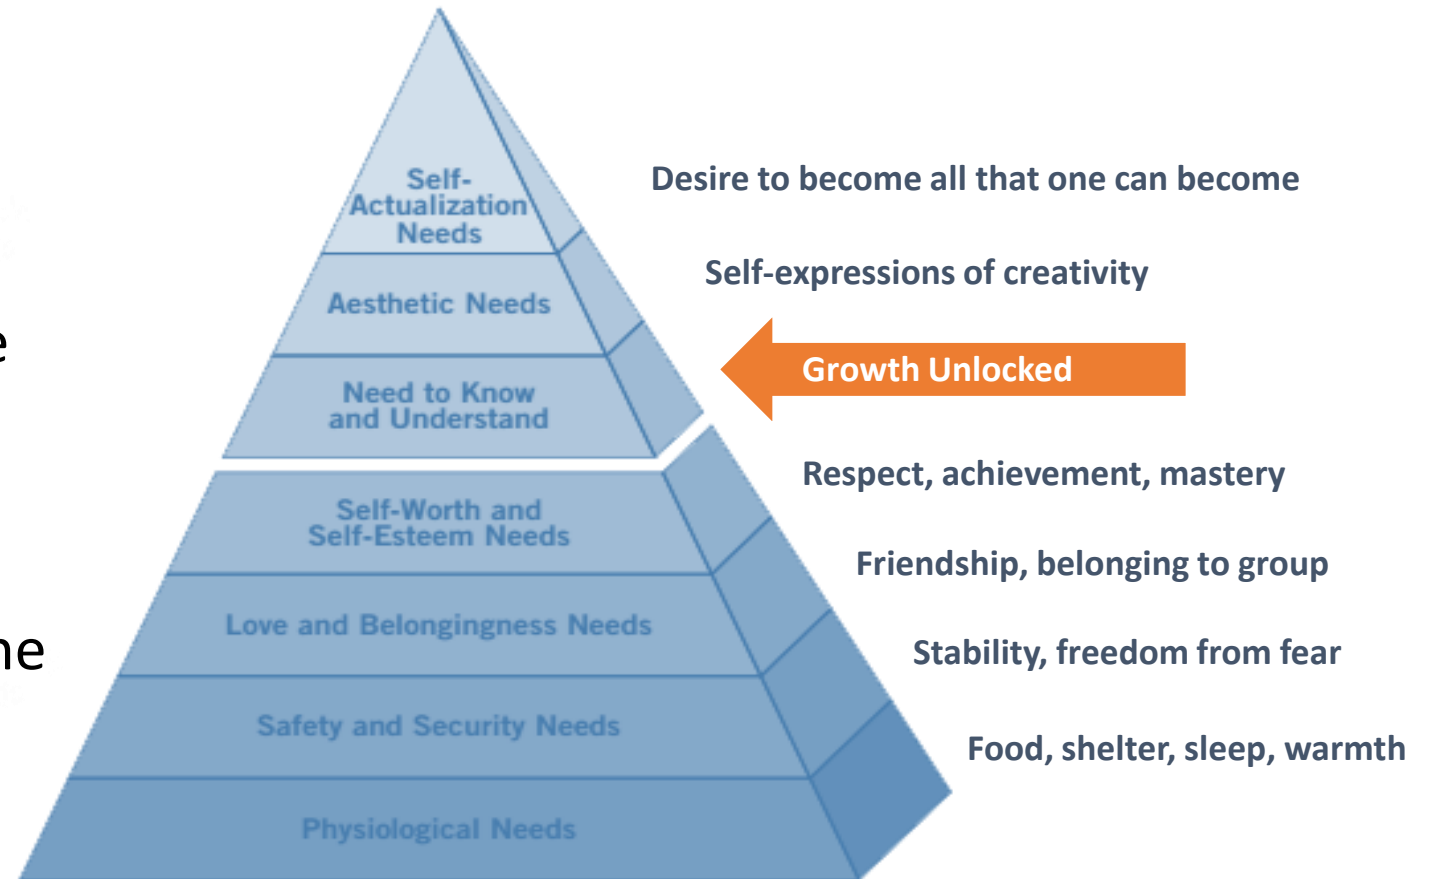 Self-
Actualization
Needs
Desire to become all that one can become
Self-expressions of creativity
Aesthetic Needs
e
Growth Unlocked
Need to Know
and Understand
Respect, achievement, mastery
Self-Worth and
Self-Esteem Needs
Friendship, belonging to group
Love and Belongingness Needs
ne
Stability, freedom from fear
Safety and Security Needs
Food, shelter, sleep, warmth
Physiological Needs